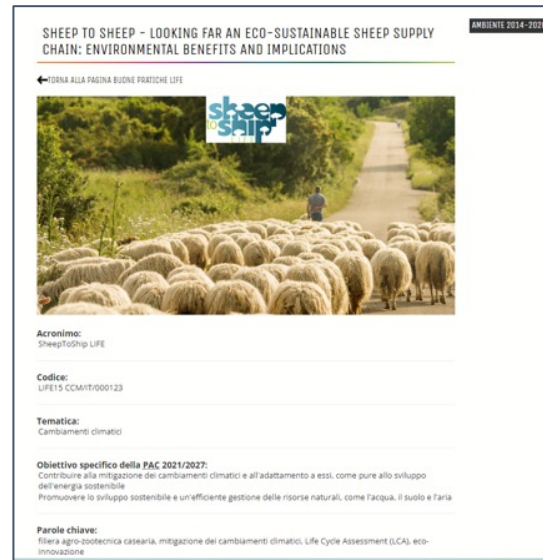 SHEEP TO SHEEP - LOOKING FAR AN ECO-SUSTAINABLE SHEEP SUPPLY
CHAIN: ENVIRONMENTAL BENEFITS AND IMPLICATIONS
AMBIENTE 2014-2020
TORNA ALLA PAGINA BUONE PRATICHE LIFE
sheep
to
ship
LIFE
Acronimo:
SheepToShip LIFE
Codice:
LIFE15 CCM/IT/000123
Tematica:
Cambiamenti climatici
Obiettivo specifico della PAC 2021/2027:
Contribuire alla mitigazione dei cambiamenti climatici e all'adattamento a essi, come pure allo sviluppo
dell'energia sostenibile
Promuovere lo sviluppo sostenibile e un'efficiente gestione delle risorse naturali, come l'acqua, il suolo e l'aria
Parole chiave:
filiera agro-zootecnica casearia, mitigazione dei cambiamenti climatici, Life Cycle Assessment (LCA), eco-
innovazione